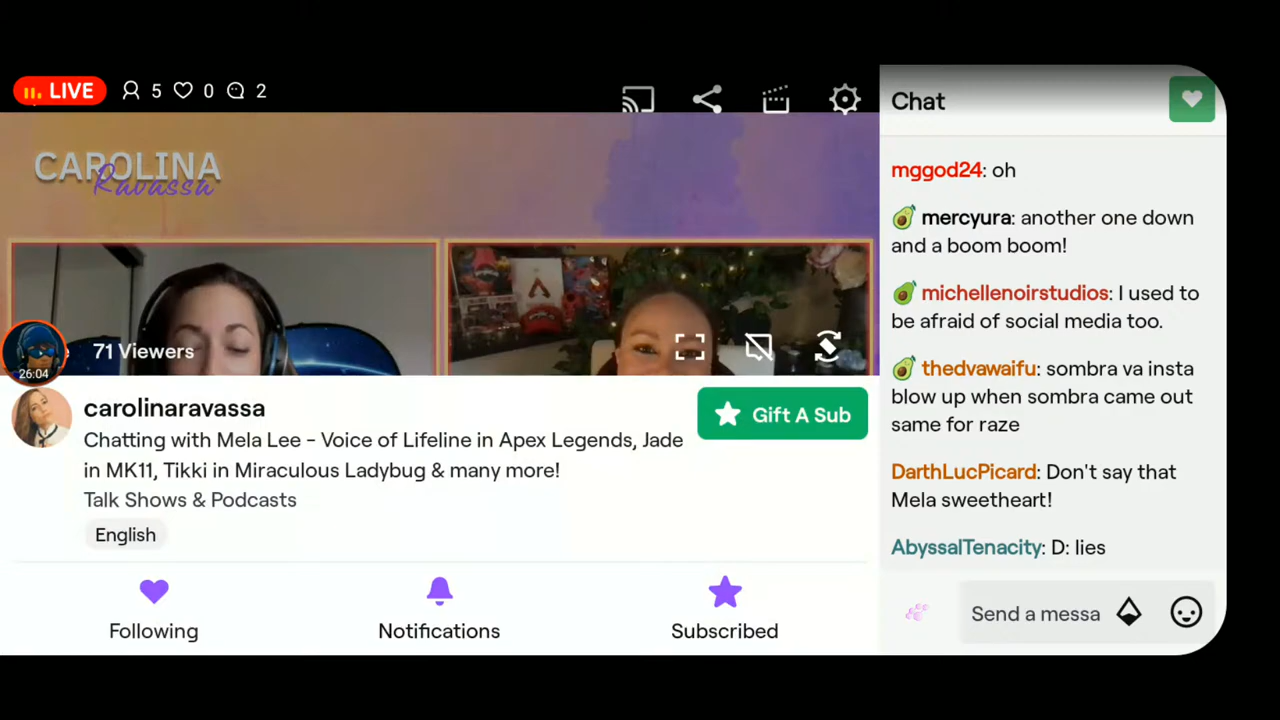 LIVE 5 0 2
CAROLINA
Ravassa
71 Viewers
26:04
carolinaravassa
Chatting with Mela Lee - Voice of Lifeline in Apex Legends, Jade
in MK11, Tikki in Miraculous Ladybug & many more!
Talk Shows & Podcasts
English
Gift A Sub
Following
Notifications
Subscribed
Chat
mggod24: oh
mercyura: another one down
and a boom boom!
michellenoirstudios: I used to
be afraid of social media too.
thedvawaifu: sombra va insta
blow up when sombra came out
same for raze
DarthLucPicard: Don't say that
Mela sweetheart!
AbyssalTenacity: D: lies
Send a messa